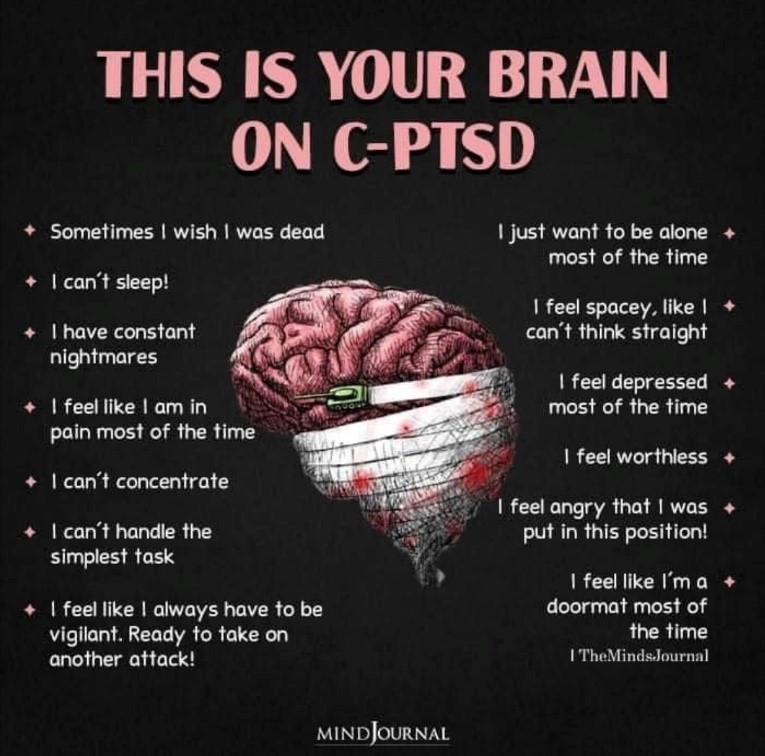 THIS IS YOUR BRAIN
ON C-PTSD
Sometimes I wish I was dead
I can't sleep!
I have constant
nightmares
I feel like I am in
pain most of the time
I can't concentrate
I can't handle the
simplest task
I feel like I always have to be
vigilant. Ready to take on
another attack!
I just want to be alone
most of the time
I feel spacey, like I
can't think straight
I feel depressed
most of the time
I feel worthless
I feel angry that I was
put in this position!
I feel like I'm a
doormat most of
the time
| TheMindsJournal
MINDJOURNAL